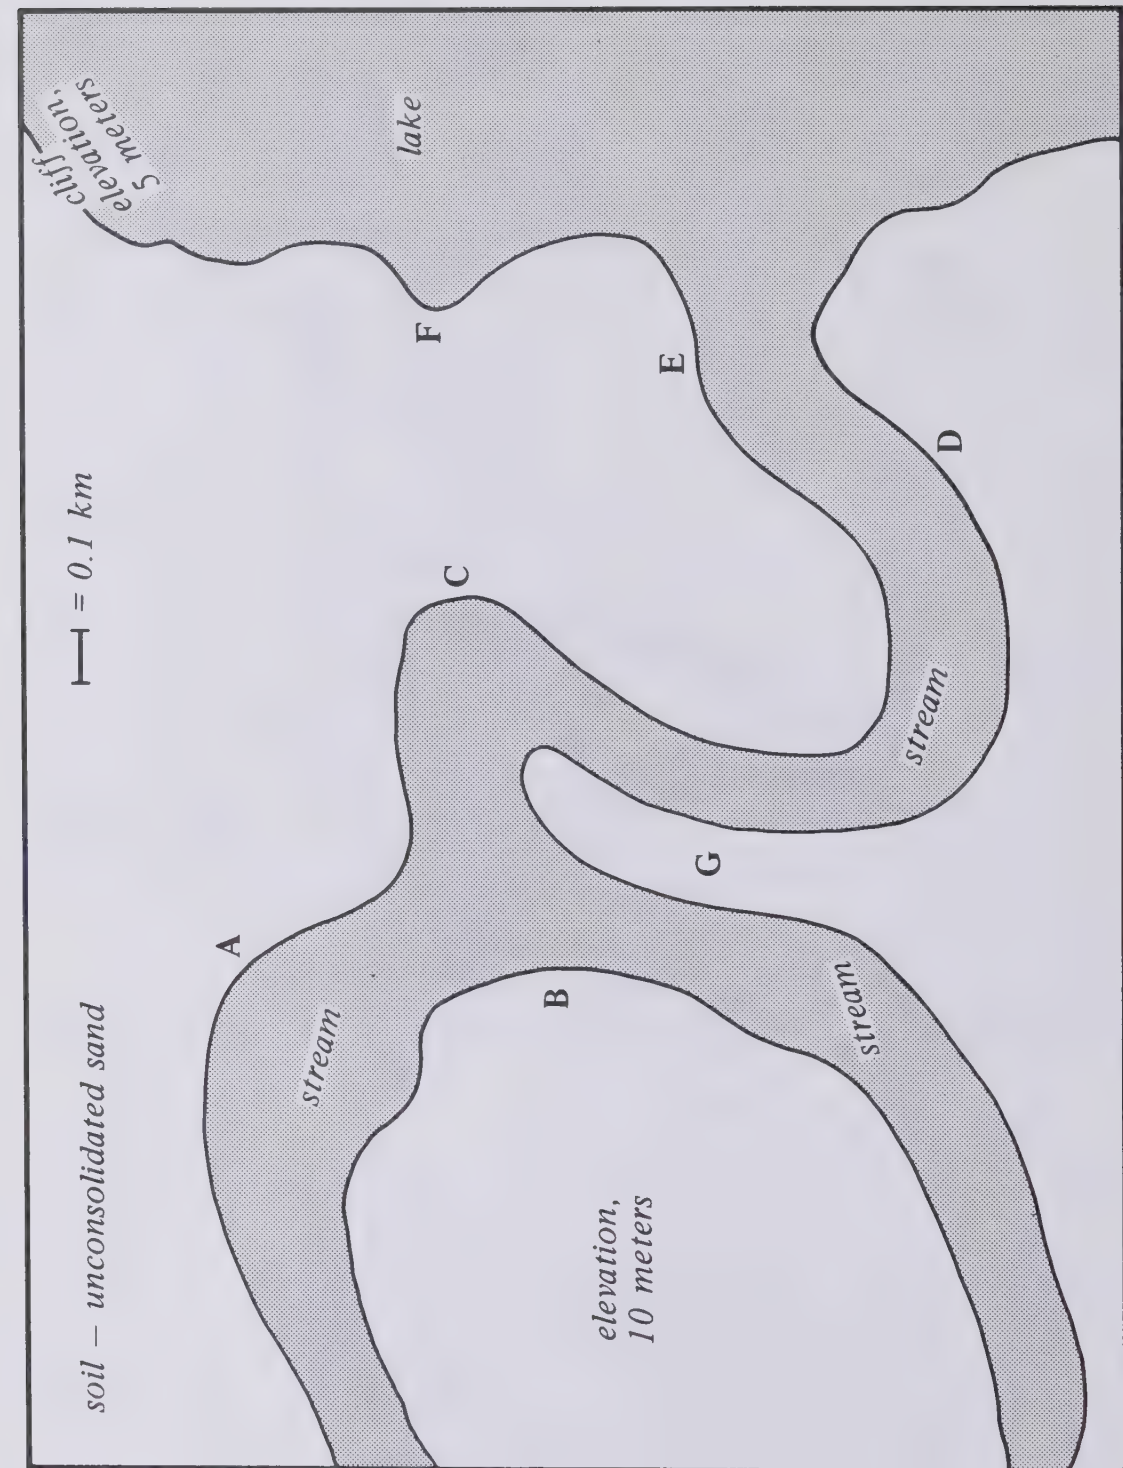 soil – unconsolidated sand
= 0.1 km
cliff
elevation,
5 meters
A
stream
C
F
lake
B
G
E
elevation,
10 meters
stream
stream
D